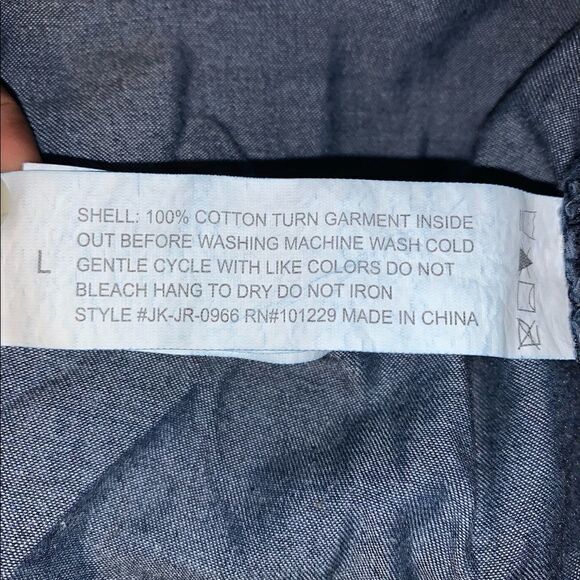 SHELL: 100% COTTON TURN GARMENT INSIDE
OUT BEFORE WASHING MACHINE WASH COLD
L
GENTLE CYCLE WITH LIKE COLORS DO NOT
BLEACH HANG TO DRY DO NOT IRON
STYLE #JK-JR-0966 RN#101229 MADE IN CHINA